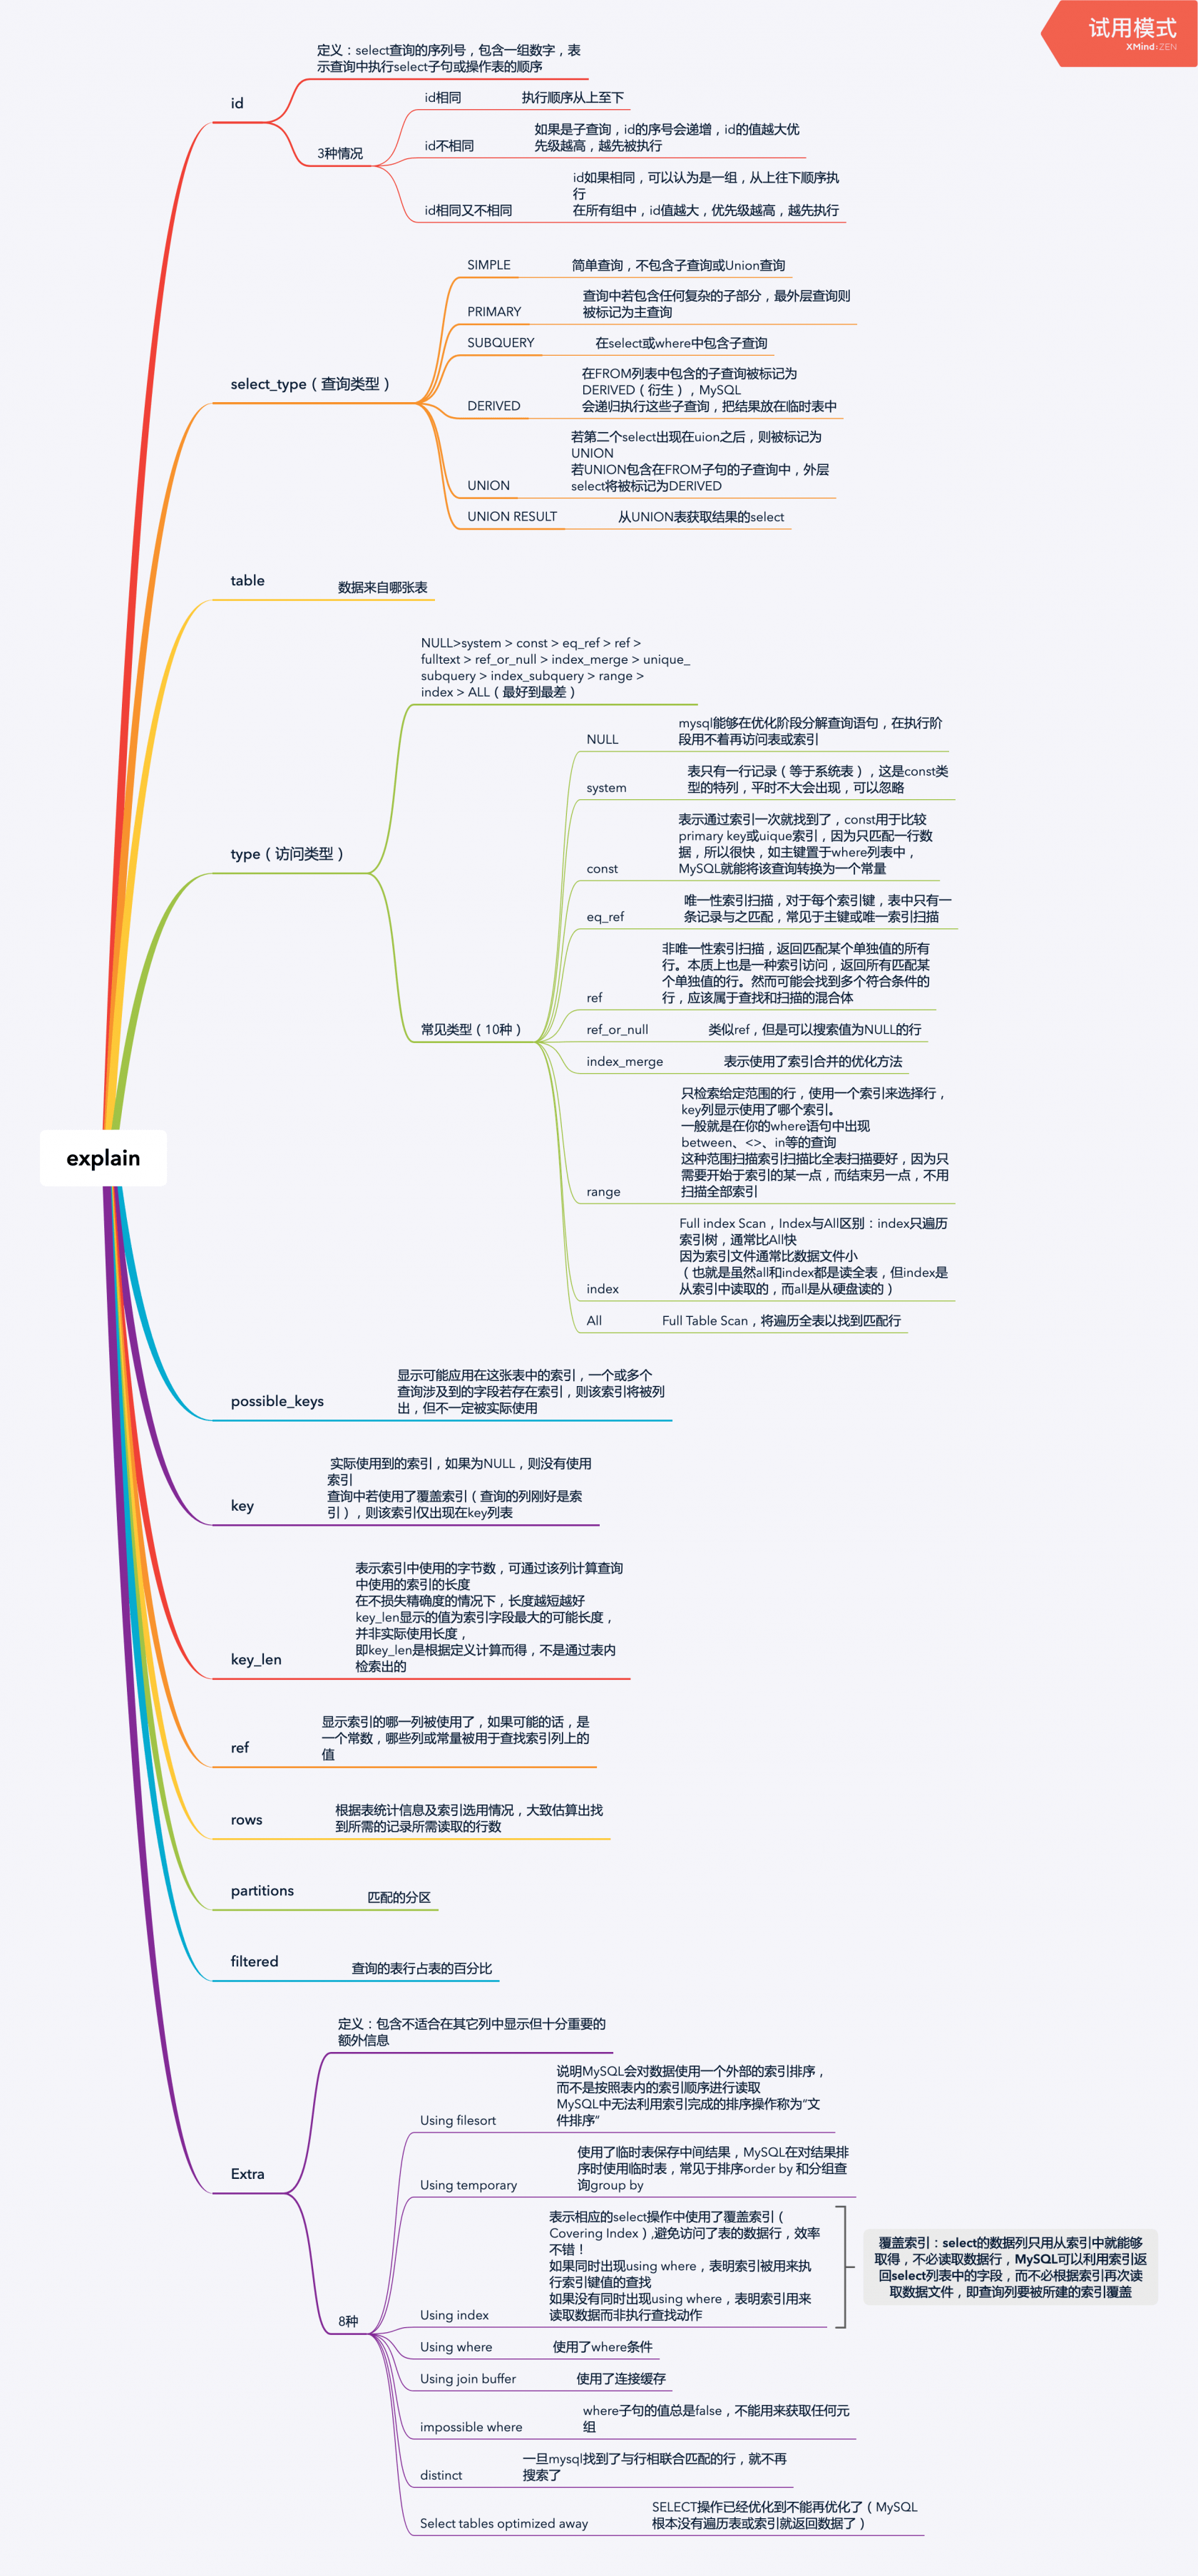 试用模式
XMind:ZEN
explain
id
定义：select查询的序列号，包含一组数字，表
示查询中执行select子句或操作表的顺序
3种情况
id相同
执行顺序从上至下
id不相同
如果是子查询，id的序号会递增，id的值越大优
先级越高，越先被执行
id相同又不相同
id如果相同，可以认为是一组，从上往下顺序执
行
在所有组中，id值越大，优先级越高，越先执行
select_type（查询类型）
SIMPLE
简单查询，不包含子查询或Union查询
PRIMARY
查询中若包含任何复杂的子部分，最外层查询则
被标记为主查询
SUBQUERY
在select或where中包含子查询
DERIVED
在FROM列表中包含的子查询被标记为
DERIVED（衍生），MySQL
会递归执行这些子查询，把结果放在临时表中
UNION
若第二个select出现在uion之后，则被标记为
UNION
若UNION包含在FROM子句的子查询中，外层
select将被标记为DERIVED
UNION RESULT
从UNION表获取结果的select
table
数据来自哪张表
type（访问类型）
NULL>system > const > eq_ref > ref >
fulltext > ref_or_null > index_merge > unique_
subquery > index_subquery > range >
index > ALL（最好到最差）
常见类型（10种）
NULL
mysql能够在优化阶段分解查询语句，在执行阶
段用不着再访问表或索引
system
表只有一行记录（等于系统表），这是const类
型的特列，平时不大会出现，可以忽略
const
表示通过索引一次就找到了，const用于比较
primary key或uique索引，因为只匹配一行数
据，所以很快，如主键置于where列表中，
MySQL就能将该查询转换为一个常量
eq_ref
唯一性索引扫描，对于每个索引键，表中只有一
条记录与之匹配，常见于主键或唯一索引扫描
ref
非唯一性索引扫描，返回匹配某个单独值的所有
行。本质上也是一种索引访问，返回所有匹配某
个单独值的行。然而可能会找到多个符合条件的
行，应该属于查找和扫描的混合体
ref_or_null
类似ref，但是可以搜索值为NULL的行
index_merge
表示使用了索引合并的优化方法
range
只检索给定范围的行，使用一个索引来选择行，
key列显示使用了哪个索引。
一般就是在你的where语句中出现
between、<>、in等的查询
这种范围扫描索引扫描比全表扫描要好，因为只
需要开始于索引的某一点，而结束另一点，不用
扫描全部索引
index
Full index Scan，Index与All区别：index只遍历
索引树，通常比All快
因为索引文件通常比数据文件小
（也就是虽然all和index都是读全表，但index是
从索引中读取的，而all是从硬盘读的）
All
Full Table Scan，将遍历全表以找到匹配行
possible_keys
显示可能应用在这张表中的索引，一个或多个
查询涉及到的字段若存在索引，则该索引将被列
出，但不一定被实际使用
key
实际使用到的索引，如果为NULL，则没有使用
索引
查询中若使用了覆盖索引（查询的列刚好是索
引），则该索引仅出现在key列表
key_len
表示索引中使用的字节数，可通过该列计算查询
中使用的索引的长度
在不损失精确度的情况下，长度越短越好
key_len显示的值为索引字段最大的可能长度，
并非实际使用长度，
即key_len是根据定义计算而得，不是通过表内
检索出的
ref
显示索引的哪一列被使用了，如果可能的话，是
一个常数，哪些列或常量被用于查找索引列上的
值
rows
根据表统计信息及索引选用情况，大致估算出找
到所需的记录所需读取的行数
partitions
匹配的分区
filtered
查询的表行占表的百分比
Extra
定义：包含不适合在其它列中显示但十分重要的
额外信息
8种
Using filesort
说明MySQL会对数据使用一个外部的索引排序，
而不是按照表内的索引顺序进行读取
MySQL中无法利用索引完成的排序操作称为“文
件排序”
Using temporary
使用了临时表保存中间结果，MySQL在对结果排
序时使用临时表，常见于排序order by 和分组查
询group by
Using index
表示相应的select操作中使用了覆盖索引（
Covering Index）,避免访问了表的数据行，效率
不错！
如果同时出现using where，表明索引被用来执
行索引键值的查找
如果没有同时出现using where，表明索引用来
读取数据而非执行查找动作
覆盖索引：select的数据列只用从索引中就能够
取得，不必读取数据行，MySQL可以利用索引返
回select列表中的字段，而不必根据索引再次读
取数据文件，即查询列要被所建的索引覆盖
Using where
使用了where条件
Using join buffer
使用了连接缓存
impossible where
where子句的值总是false，不能用来获取任何元
组
distinct
一旦mysql找到了与行相联合匹配的行，就不再
搜索了
Select tables optimized away
SELECT操作已经优化到不能再优化了（MySQL
根本没有遍历表或索引就返回数据了）